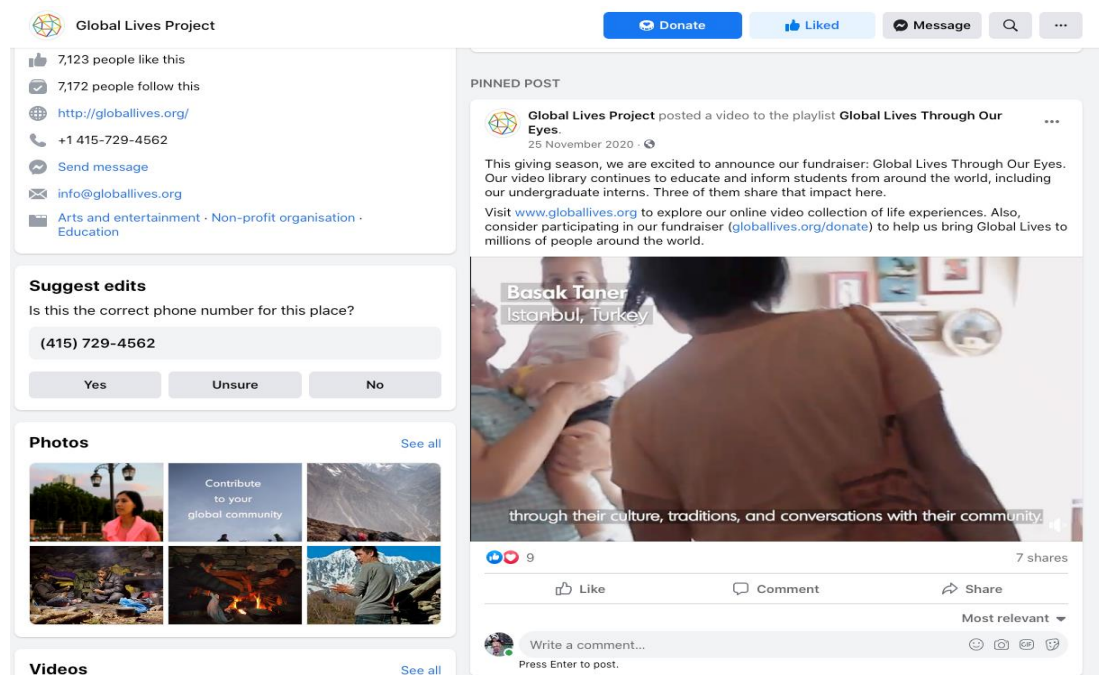 Global Lives Project
Donate
Liked
Message
7,123 people like this
7,172 people follow this
http://globallives.org/
+1 415-729-4562
Send message
info@globallives.org
Arts and entertainment · Non-profit organisation ·
Education
Suggest edits
Is this the correct phone number for this place?
(415) 729-4562
Yes
Unsure
No
Photos
See all
Contribute
to your
global community
Videos
See all
PINNED POST
Global Lives Project posted a video to the playlist Global Lives Through Our
Eyes.
25 November 2020 ·
This giving season, we are excited to announce our fundraiser: Global Lives Through Our Eyes.
Our video library continues to educate and inform students from around the world, including
our undergraduate interns. Three of them share that impact here.
Visit www.globallives.org to explore our online video collection of life experiences. Also,
consider participating in our fundraiser (globallives.org/donate) to help us bring Global Lives to
millions of people around the world.
Basak Taner
Istanbul, Turkey
through their culture, traditions, and conversations with their community.
9
7 shares
Like
Comment
Share
Most relevant
Write a comment...
GIF
Press Enter to post.